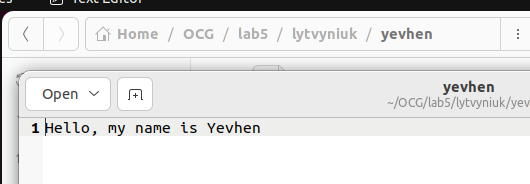 Text Editor
Home / OCG / lab5 / lytvyniuk / yevhen
Open
yevhen
~/OCG/lab5/lytvyniuk/yev
1 Hello, my name is Yevhen